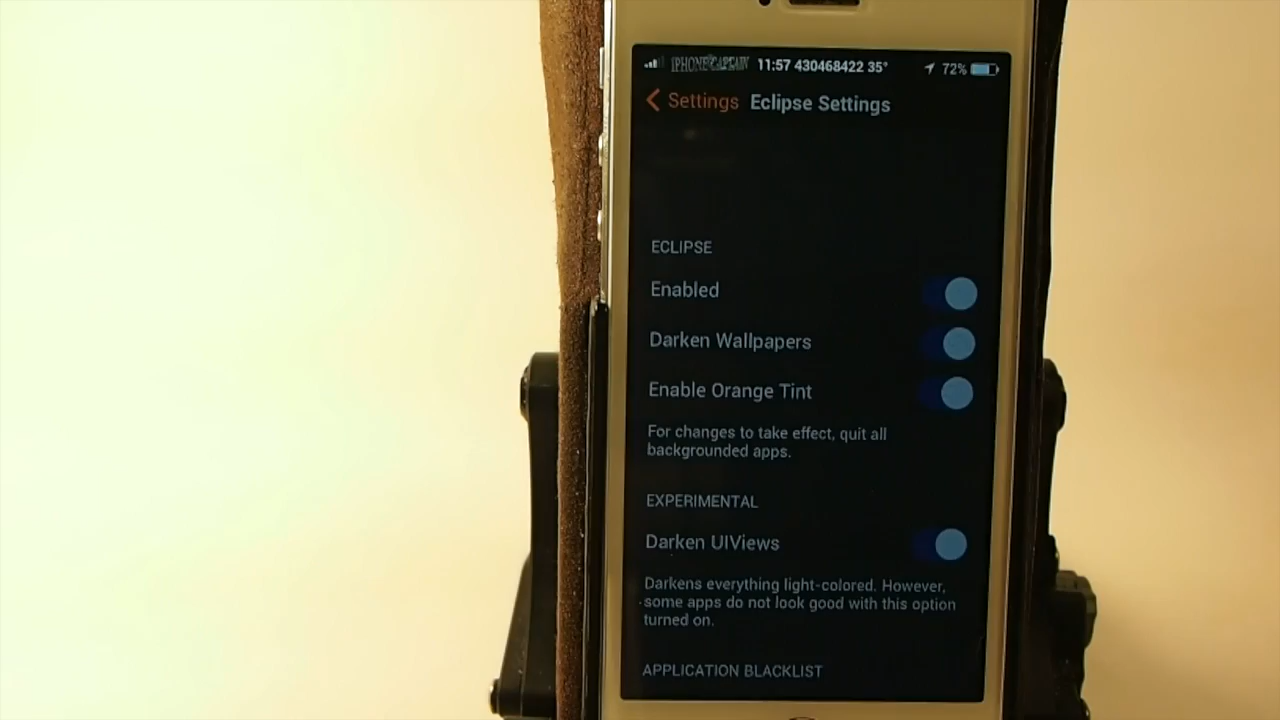 IPHONE CAPTAIN 11:57 430468422 35° 72%
Settings Eclipse Settings
ECLIPSE
Enabled
Darken Wallpapers
Enable Orange Tint
For changes to take effect, quit all
backgrounded apps.
EXPERIMENTAL
Darken UIViews
Darkens everything light-colored. However,
some apps do not look good with this option
turned on.
APPLICATION BLACKLIST